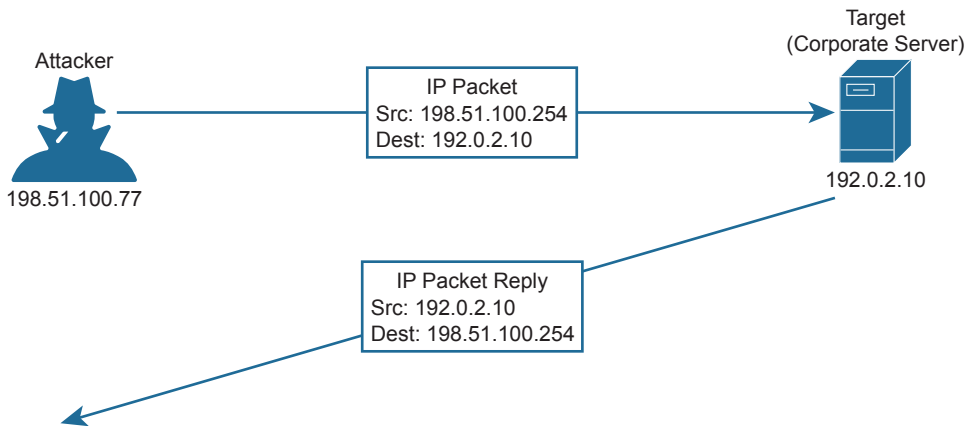 Target
(Corporate Server)
Attacker
IP Packet
Src: 198.51.100.254
Dest: 192.0.2.10
198.51.100.77
192.0.2.10
IP Packet Reply
Src: 192.0.2.10
Dest: 198.51.100.254